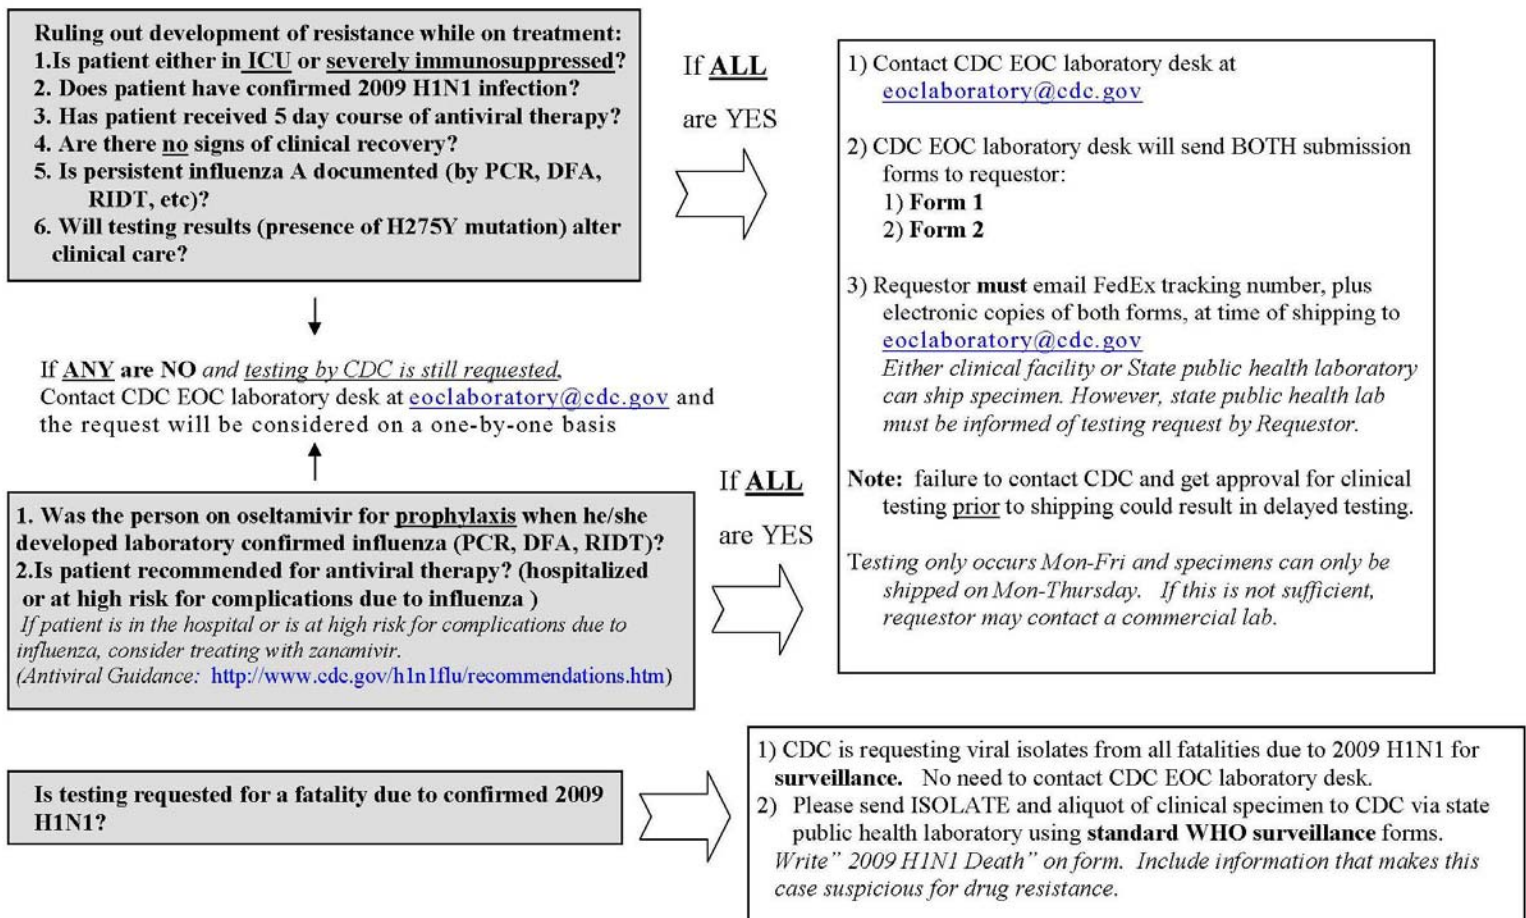 Ruling out development of resistance while on treatment:
1.Is patient either in ICU or severely immunosuppressed?
2. Does patient have confirmed 2009 H1N1 infection?
3. Has patient received 5 day course of antiviral therapy?
4. Are there no signs of clinical recovery?
5. Is persistent influenza A documented (by PCR, DFA,
RIDT, etc)?
6. Will testing results (presence of H275Y mutation) alter
clinical care?
If ALL
are YES
1) Contact CDC EOC laboratory desk at
eoclaboratory@cdc.gov
2) CDC EOC laboratory desk will send BOTH submission
forms to requestor:
1) Form 1
2) Form 2
3) Requestor must email FedEx tracking number, plus
electronic copies of both forms, at time of shipping to
eoclaboratory@cdc.gov
Either clinical facility or State public health laboratory
can ship specimen. However, state public health lab
must be informed of testing request by Requestor.
Note: failure to contact CDC and get approval for clinical
testing prior to shipping could result in delayed testing.
Testing only occurs Mon-Fri and specimens can only be
shipped on Mon-Thursday. If this is not sufficient,
requestor may contact a commercial lab.
If ANY are NO and testing by CDC is still requested,
Contact CDC EOC laboratory desk at eoclaboratory@cdc.gov and
the request will be considered on a one-by-one basis
1. Was the person on oseltamivir for prophylaxis when he/she
developed laboratory confirmed influenza (PCR, DFA, RIDT)?
2.Is patient recommended for antiviral therapy? (hospitalized
or at high risk for complications due to influenza )
If patient is in the hospital or is at high risk for complications due to
influenza, consider treating with zanamivir.
(Antiviral Guidance: http://www.cdc.gov/h1n1flu/recommendations.htm)
If ALL
are YES
Is testing requested for a fatality due to confirmed 2009
H1N1?
1) CDC is requesting viral isolates from all fatalities due to 2009 H1N1 for
surveillance. No need to contact CDC EOC laboratory desk.
2) Please send ISOLATE and aliquot of clinical specimen to CDC via state
public health laboratory using standard WHO surveillance forms.
Write” 2009 H1N1 Death” on form. Include information that makes this
case suspicious for drug resistance.